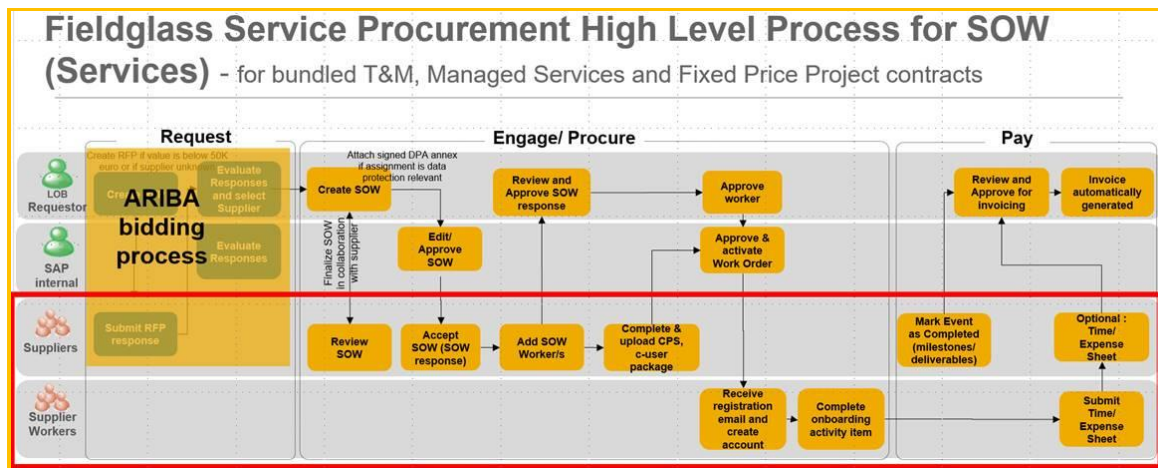 Fieldglass Service Procurement High Level Process for SOW
(Services) - for bundled T&M, Managed Services and Fixed Price Project contracts
Request
Engage/ Procure
Pay
Create RFP if value is below 50K
euro or if supplier unknown
Attach signed DPA annex
if assignment is data
protection relevant
LOB
Requestor
Evaluate
Responses
and select
Supplier
ARIBA
bidding
process
Create SOW
Review and
Approve SOW
response
Approve
worker
Review and
Approve for
invoicing
Invoice
automatically
generated
SAP
internal
Evaluate
Responses
Finalize SOW
in collaboration
with supplier
Edit/
Approve
SOW
Approve &
activate
Work Order
Suppliers
Submit RFP
response
Review
SOW
Accept
SOW (SOW
response)
Add SOW
Worker/s
Complete &
upload CPS,
c-user
package
Mark Event
as Completed
(milestones/
deliverables)
Optional :
Time/
Expense
Sheet
Supplier
Workers
Receive
registration
email and
create
account
Complete
onboarding
activity item
Submit
Time/
Expense
Sheet